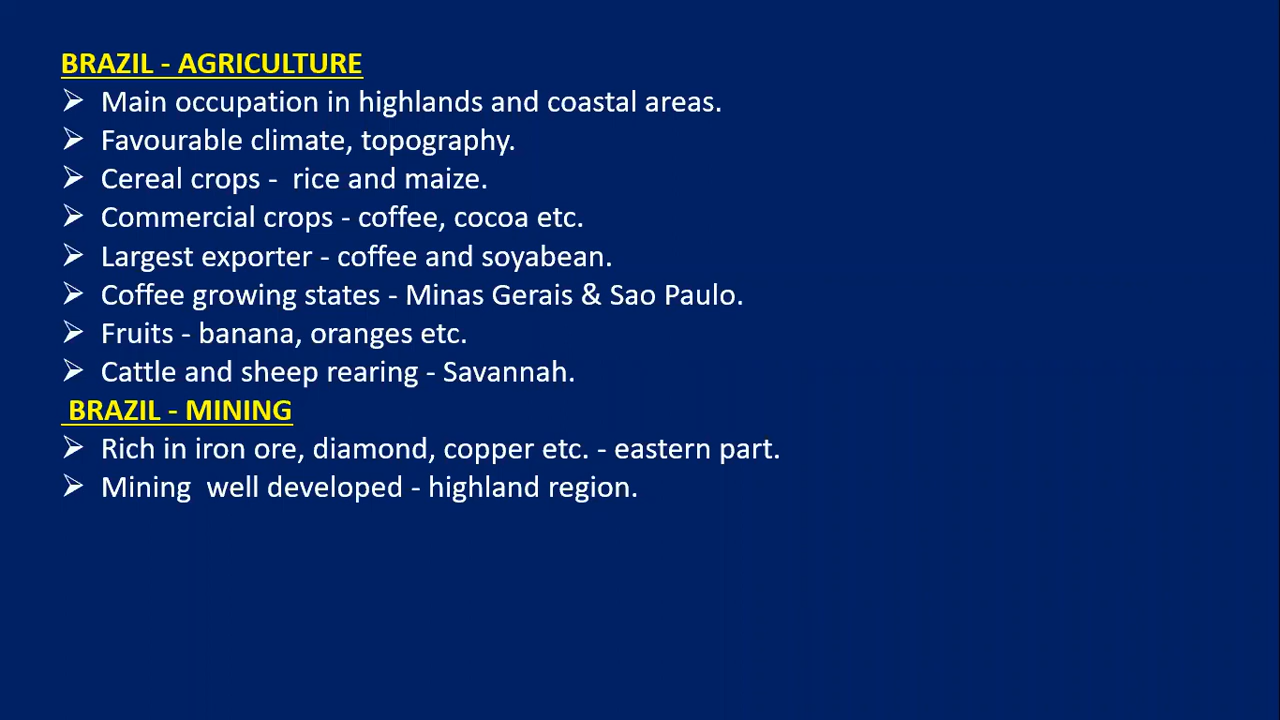 BRAZIL - AGRICULTURE
➢ Main occupation in highlands and coastal areas.
➢ Favourable climate, topography.
➢ Cereal crops -  rice and maize.
➢ Commercial crops - coffee, cocoa etc.
➢ Largest exporter - coffee and soyabean.
➢ Coffee growing states - Minas Gerais & Sao Paulo.
➢ Fruits - banana, oranges etc.
➢ Cattle and sheep rearing - Savannah.
BRAZIL - MINING
➢ Rich in iron ore, diamond, copper etc. - eastern part.
➢ Mining  well developed - highland region.